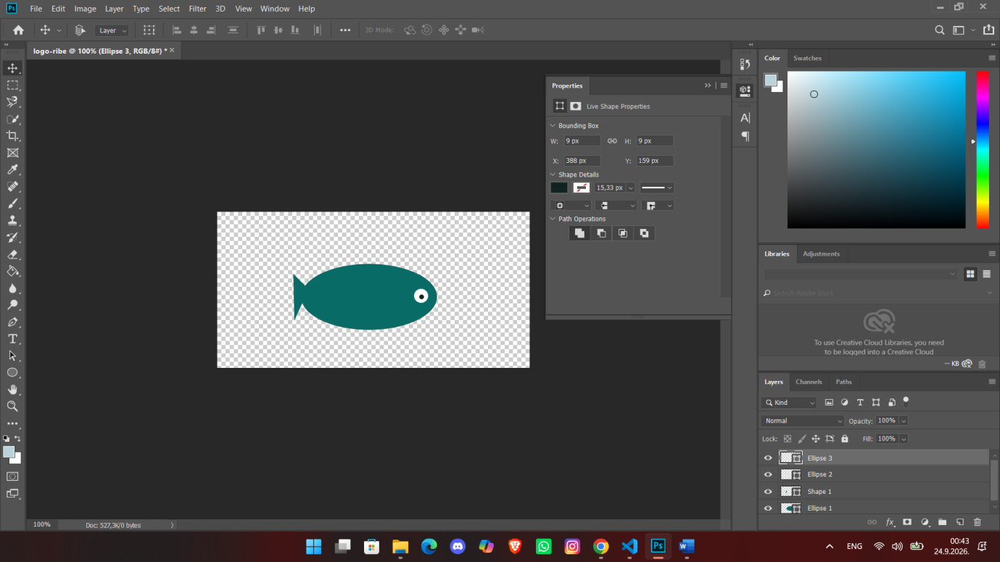 Ps File Edit Image Layer Type Select Filter 3D View Window Help
Layer 3D Mode:
logo-ribe @ 100% (Ellipse 3, RGB/8#) * ×
Color Swatches
Properties
Live Shape Properties
Bounding Box
W: 9 px H: 9 px
X: 388 px Y: 159 px
Shape Details
15,33 px
Path Operations
Libraries Adjustments
Search Adobe Stock
To use Creative Cloud Libraries, you need
to be logged into a Creative Cloud
-- KB
Layers Channels Paths
Kind
Normal Opacity: 100%
Lock: Fill: 100%
Ellipse 3
Ellipse 2
Shape 1
Ellipse 1
fx
100% Doc: 527,3K/0 bytes
Ps
ENG
00:43
24.9.2026.